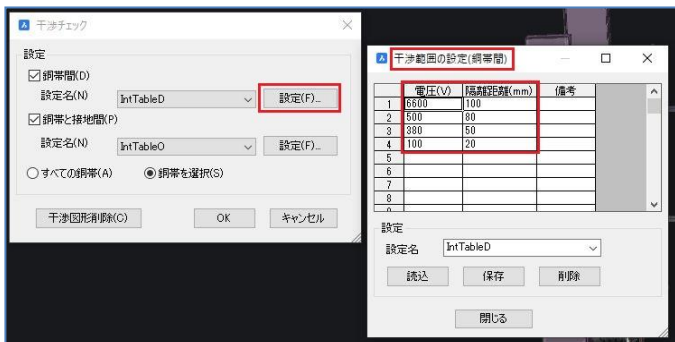 干渉チェック
設定
銅帯間(D)
設定名(N) IntTableD 設定(F)...
銅帯と接地間(P)
設定名(N) IntTableO 設定(F)...
すべての銅帯(A) 銅帯を選択(S)
干渉図形削除(C) OK キャンセル
干渉範囲の設定(銅帯間)
電圧(V) 隔離距離(mm) 備考
1 6600 100
2 500 80
3 380 50
4 100 20
5
6
7
8
設定
設定名 IntTableD
読込 保存 削除
閉じる